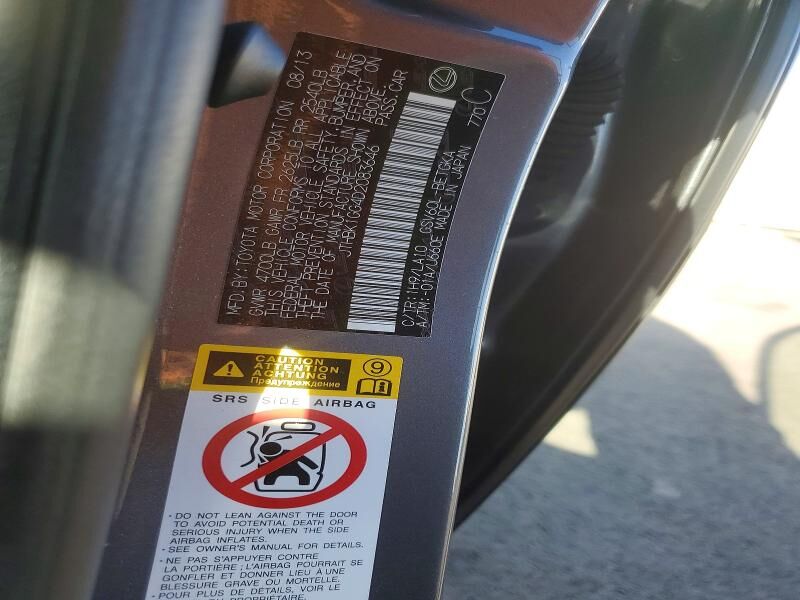 MFD.BY:TOYOTA MOTOR CORPORATION 08/13
GVWR 4700LB GAWR FR 2625LB RR 2540LB
THIS VEHICLE CONFORMS TO ALL APPLICABLE
FEDERAL MOTOR VEHICLE SAFETY, BUMPER, AND
THEFT PREVENTION STANDARDS IN EFFECT ON
THE DATE OF MANUFACTURE SHOWN ABOVE.
PASS.CAR
C/TR: 1H9/LA10 GSV60L-BETGKA
A/TM: -01A/U660E MADE IN JAPAN
770 C
CAUTION
ATTENTION
ACHTUNG
Предупреждение
9
SRS SIDE AIRBAG
- DO NOT LEAN AGAINST THE DOOR
TO AVOID POTENTIAL DEATH OR
SERIOUS INJURY WHEN THE SIDE
AIRBAG INFLATES.
- SEE OWNER'S MANUAL FOR DETAILS.
- NE PAS S'APPUYER CONTRE
LA PORTIÈRE ; L'AIRBAG POURRAIT SE
GONFLER ET DONNER LIEU À UNE
BLESSURE GRAVE OU MORTELLE.
- POUR PLUS DE DÉTAILS, VOIR